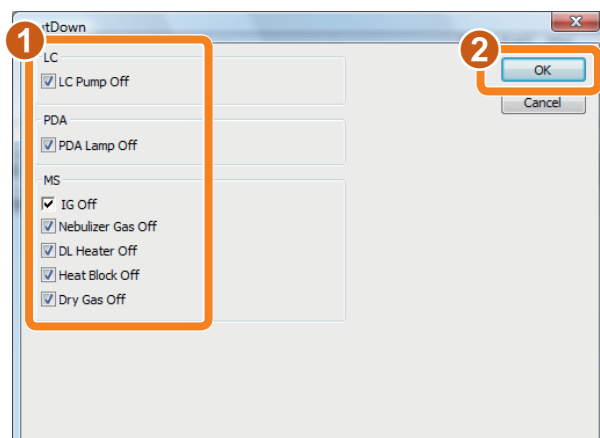 1
utDown
2
LC
LC Pump Off
OK
Cancel
PDA
PDA Lamp Off
MS
IG Off
Nebulizer Gas Off
DL Heater Off
Heat Block Off
Dry Gas Off